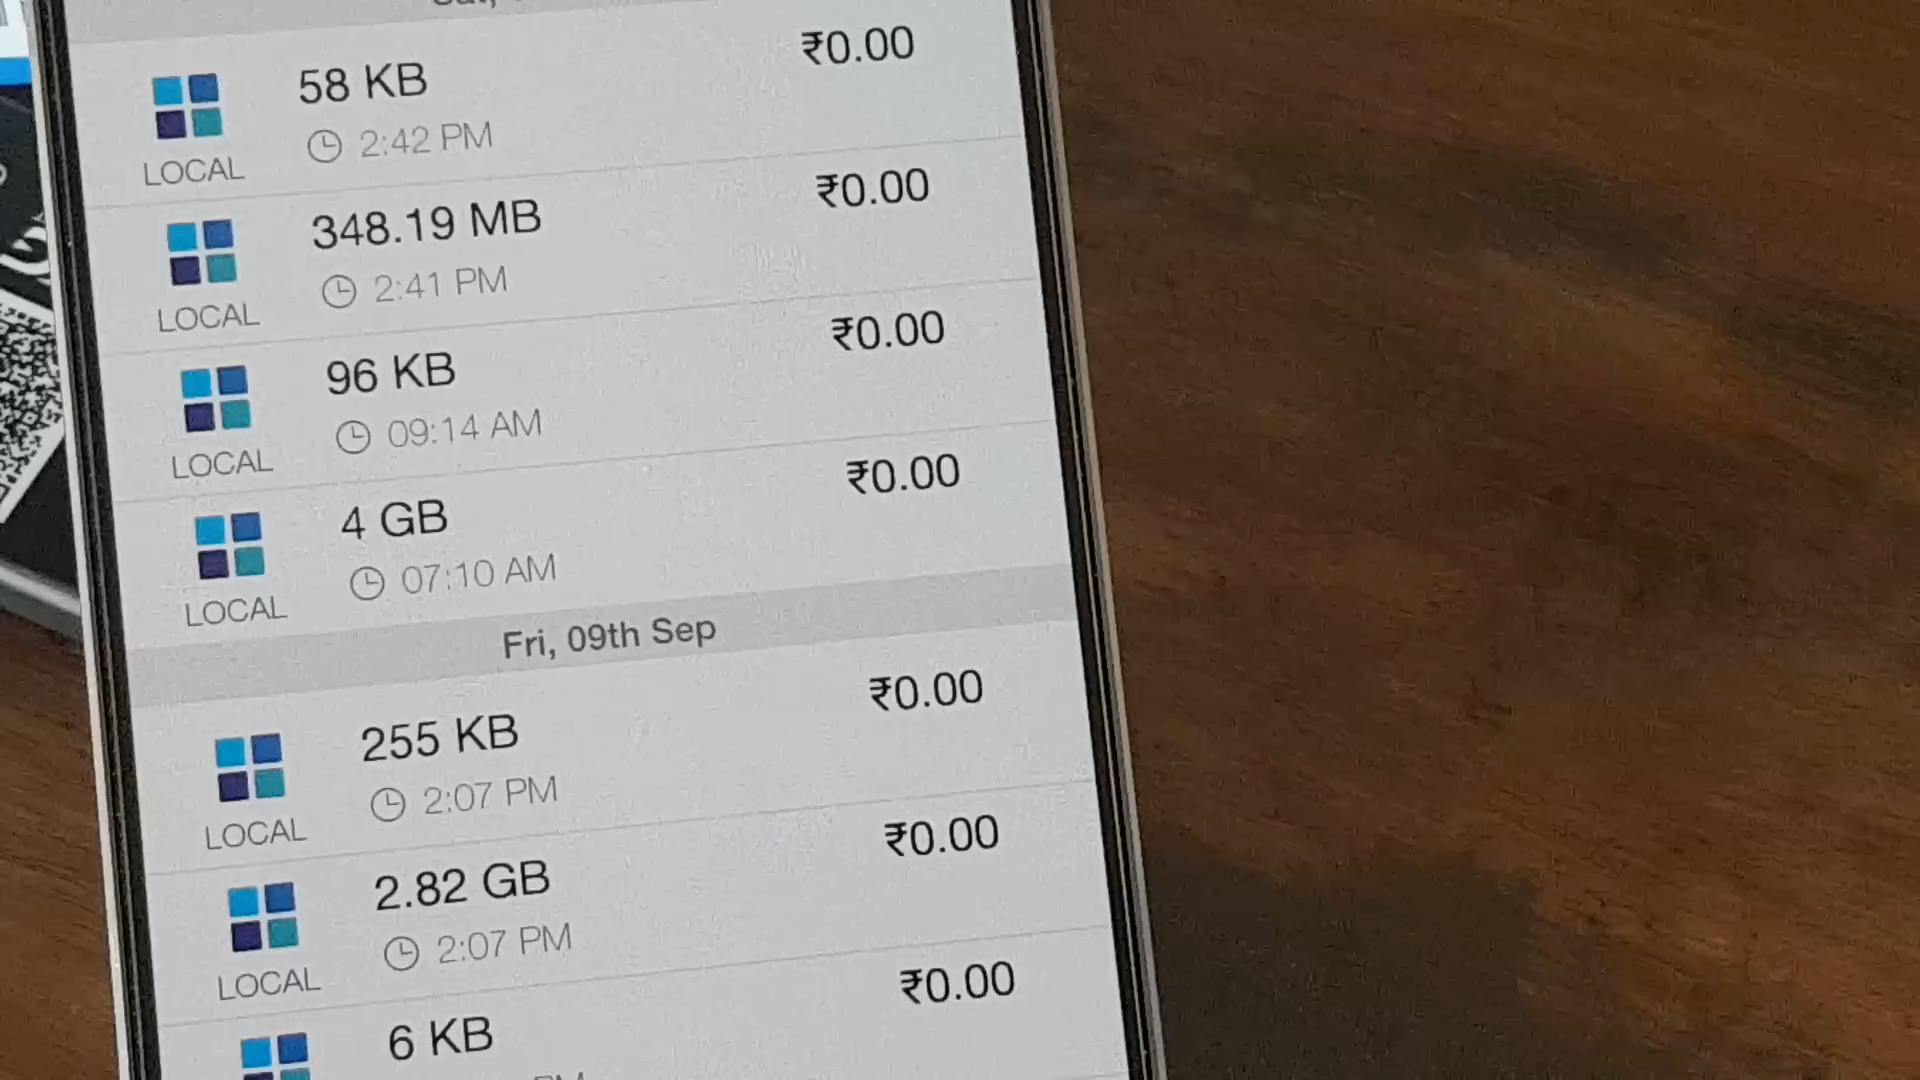 58 KB
₹0.00
2:42 PM
LOCAL
348.19 MB
₹0.00
2:41 PM
LOCAL
96 KB
₹0.00
09:14 AM
LOCAL
4 GB
₹0.00
07:10 AM
LOCAL
Fri, 09th Sep
255 KB
₹0.00
2:07 PM
LOCAL
2.82 GB
₹0.00
2:07 PM
LOCAL
6 KB
₹0.00